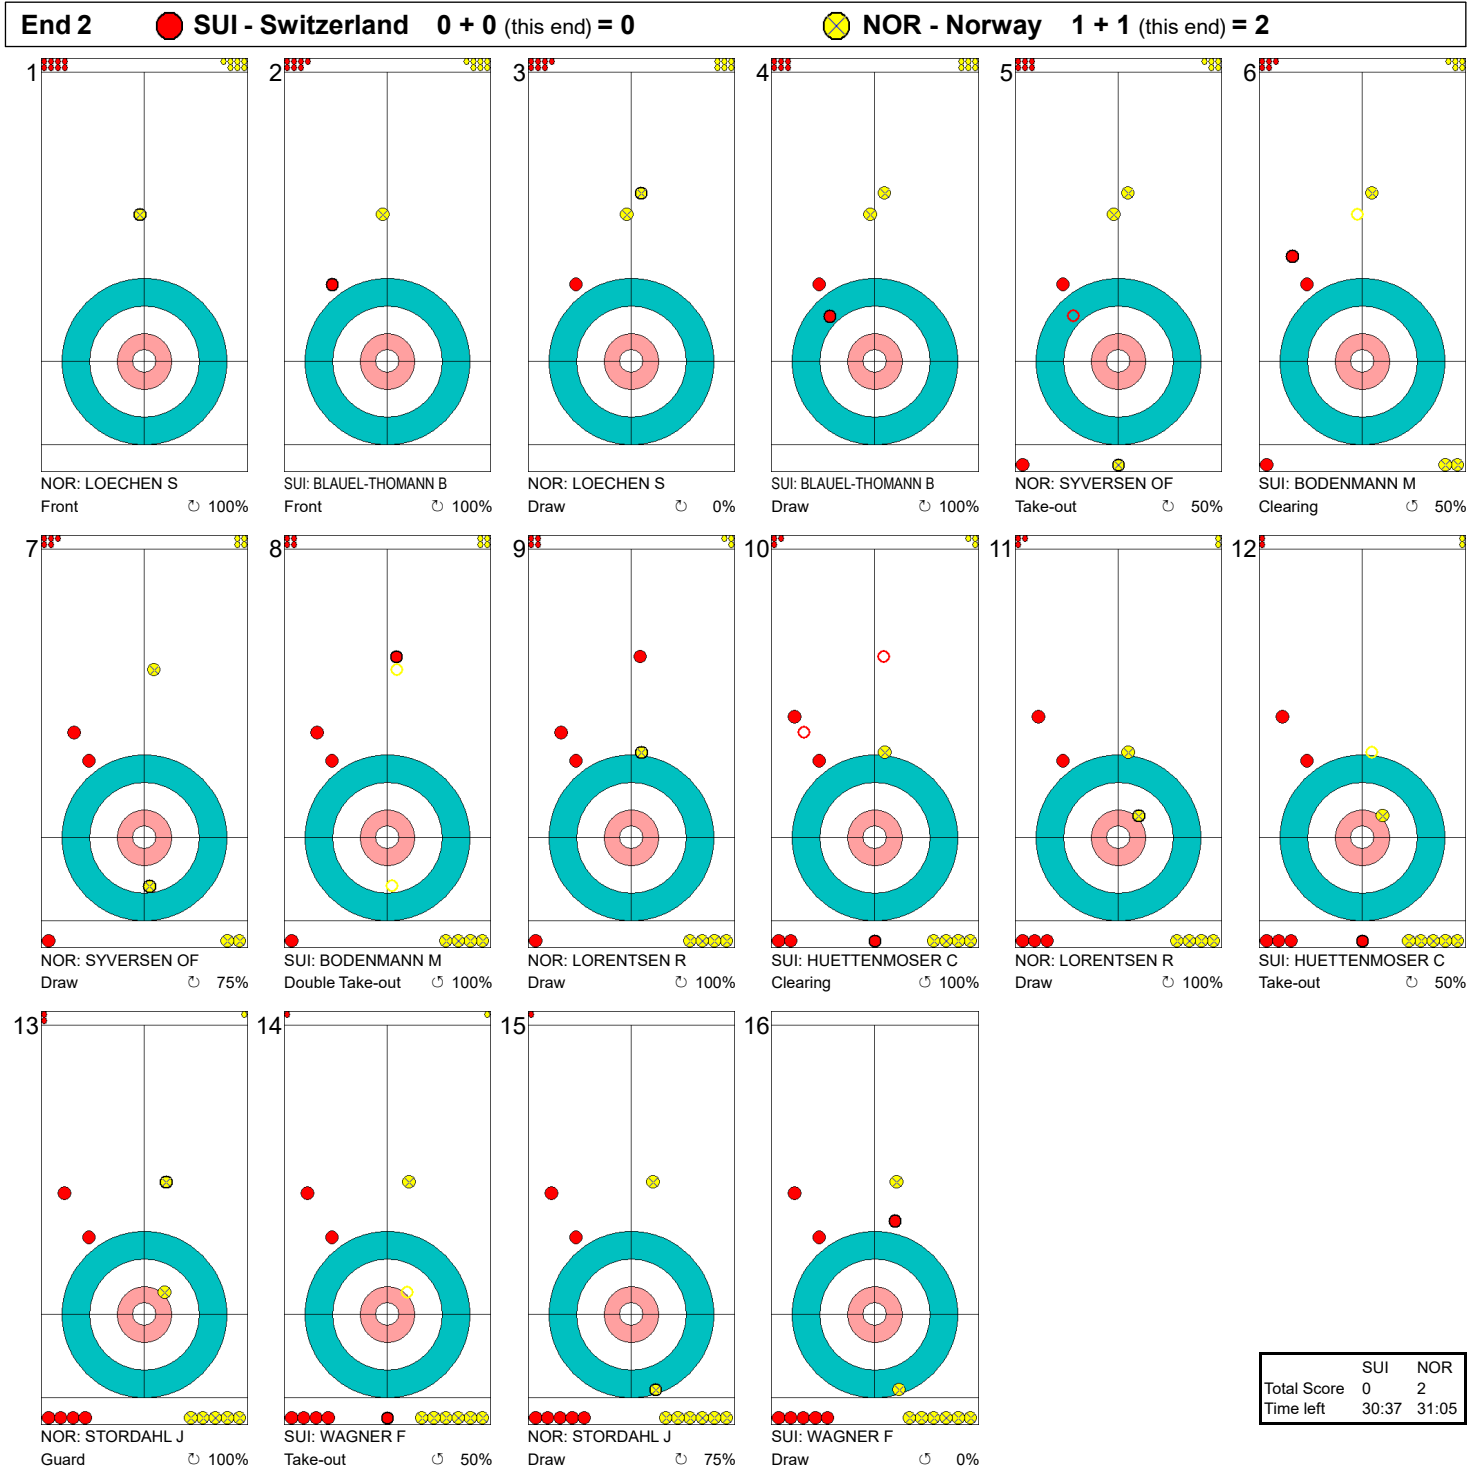 End 2 SUI - Switzerland 0 + 0 (this end) = 0 NOR - Norway 1 + 1 (this end) = 2
1 2 3 4 5 6
NOR: LOECHEN S SUI: BLAUEL-THOMANN B NOR: LOECHEN S SUI: BLAUEL-THOMANN B NOR: SYVERSEN OF SUI: BODENMANN M
Front ↻ 100% Front ↻ 100% Draw ↻ 0% Draw ↺ 100% Take-out ↻ 50% Clearing ↺ 50%
7 8 9 10 11 12
NOR: SYVERSEN OF SUI: BODENMANN M NOR: LORENTSEN R SUI: HUETTENMOSER C NOR: LORENTSEN R SUI: HUETTENMOSER C
Draw ↻ 75% Double Take-out ↺ 100% Draw ↻ 100% Clearing ↺ 100% Draw ↻ 100% Take-out ↻ 50%
13 14 15 16
NOR: STORDAHL J SUI: WAGNER F NOR: STORDAHL J SUI: WAGNER F
Guard ↻ 100% Take-out ↺ 50% Draw ↻ 75% Draw ↺ 0%
SUI NOR
Total Score 0 2
Time left 30:37 31:05